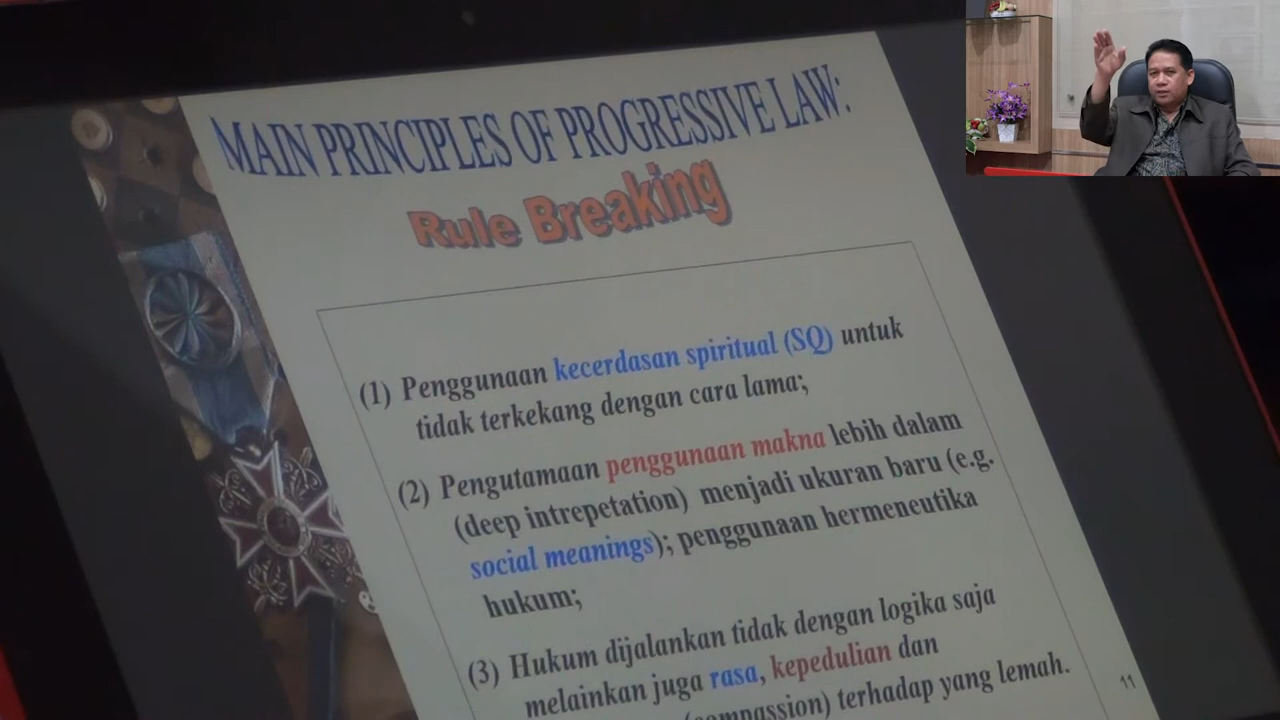 MAIN PRINCIPLES OF PROGRESSIVE LAW:
Rule Breaking
(1) Penggunaan kecerdasan spiritual (SQ) untuk
tidak terkekang dengan cara lama;
(2) Pengutamaan penggunaan makna lebih dalam
(deep intrepetation) menjadi ukuran baru (e.g.
social meanings); penggunaan hermeneutika
hukum;
(3) Hukum dijalankan tidak dengan logika saja
melainkan juga rasa, kepedulian dan
(compassion) terhadap yang lemah.
11